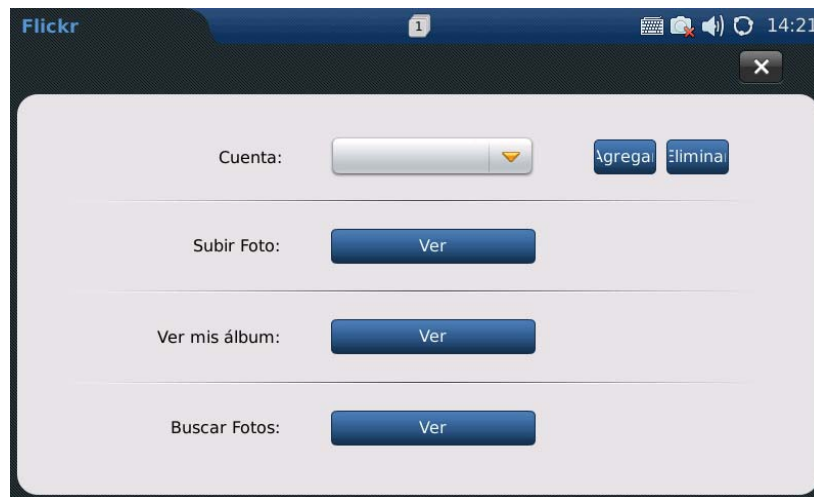 Flickr 1 14:21
Cuenta: Agregar Eliminar
Subir Foto: Ver
Ver mis álbum: Ver
Buscar Fotos: Ver